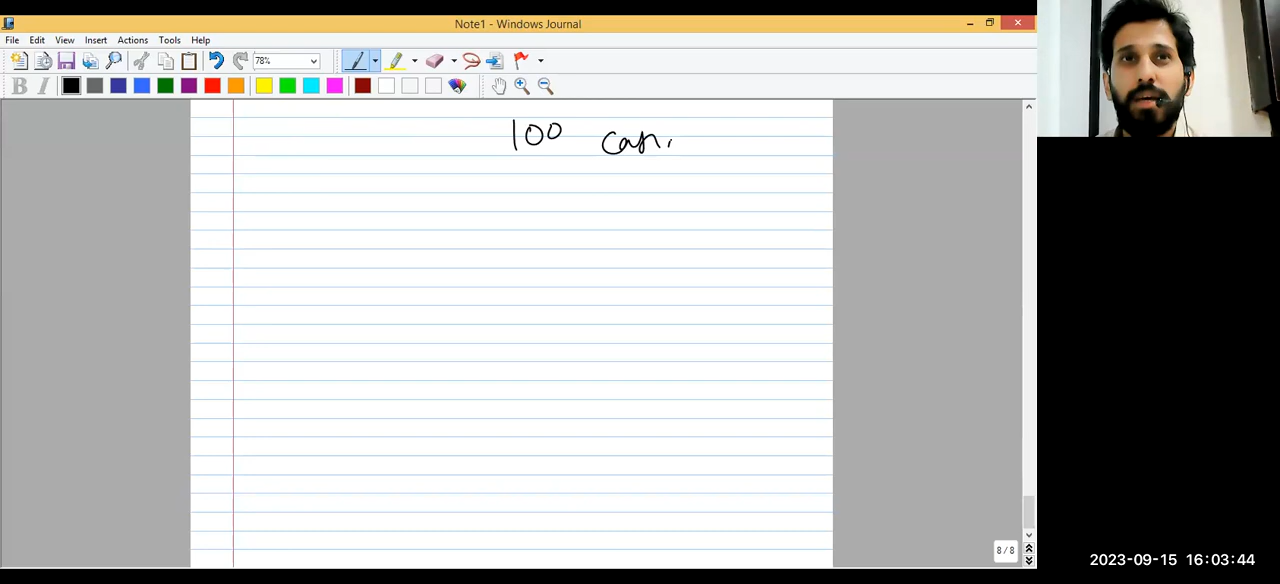 Note1 - Windows Journal
File Edit View Insert Actions Tools Help
78%
100 can.
8 / 8
2023-09-15 16:03:44